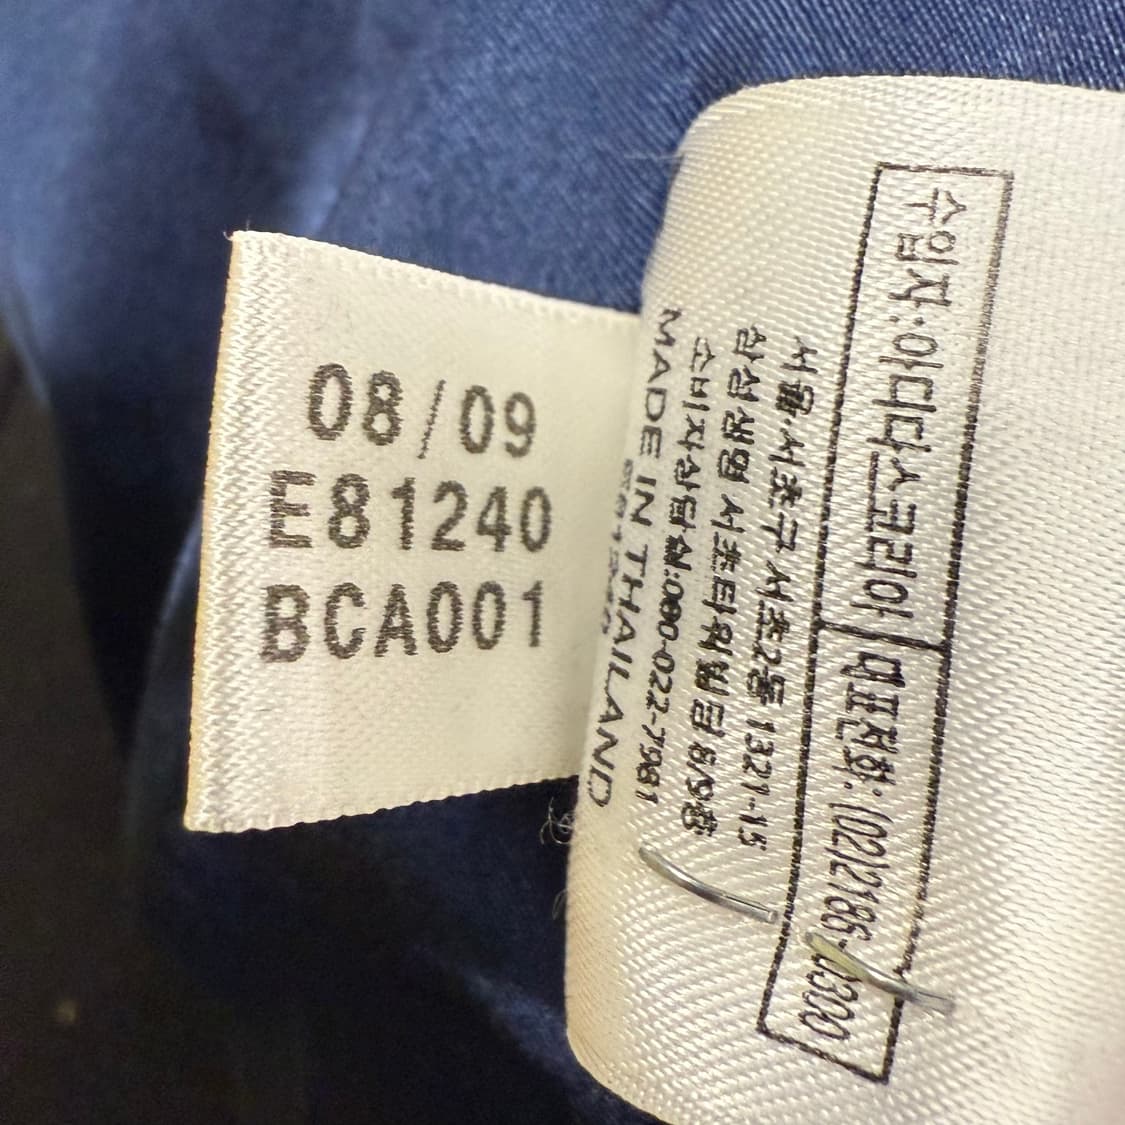 08/09
E81240
BCA001
수입자:아디다스코리아
대표전화:(02)2186-0300
서울.서초구 서초2동 1321-15
삼성생명 서초타워빌딩 8/9층
소비자상담실:080-022-7981
MADE IN THAILAND